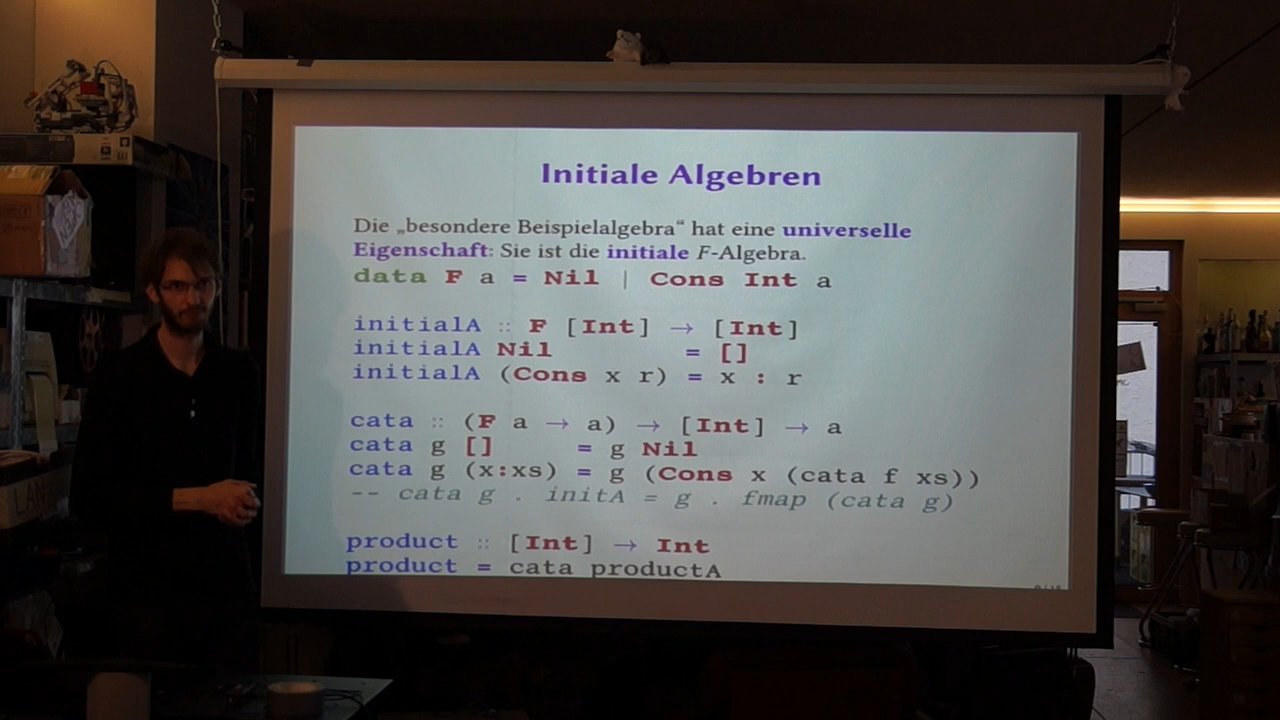 Initiale Algebren
Die „besondere Beispielalgebra“ hat eine universelle
Eigenschaft: Sie ist die initiale F-Algebra.
data F a = Nil | Cons Int a
initialA :: F [Int] → [Int]
initialA Nil = []
initialA (Cons x r) = x : r
cata :: (F a → a) → [Int] → a
cata g [] = g Nil
cata g (x:xs) = g (Cons x (cata f xs))
-- cata g . initA = g . fmap (cata g)
product :: [Int] → Int
product = cata productA